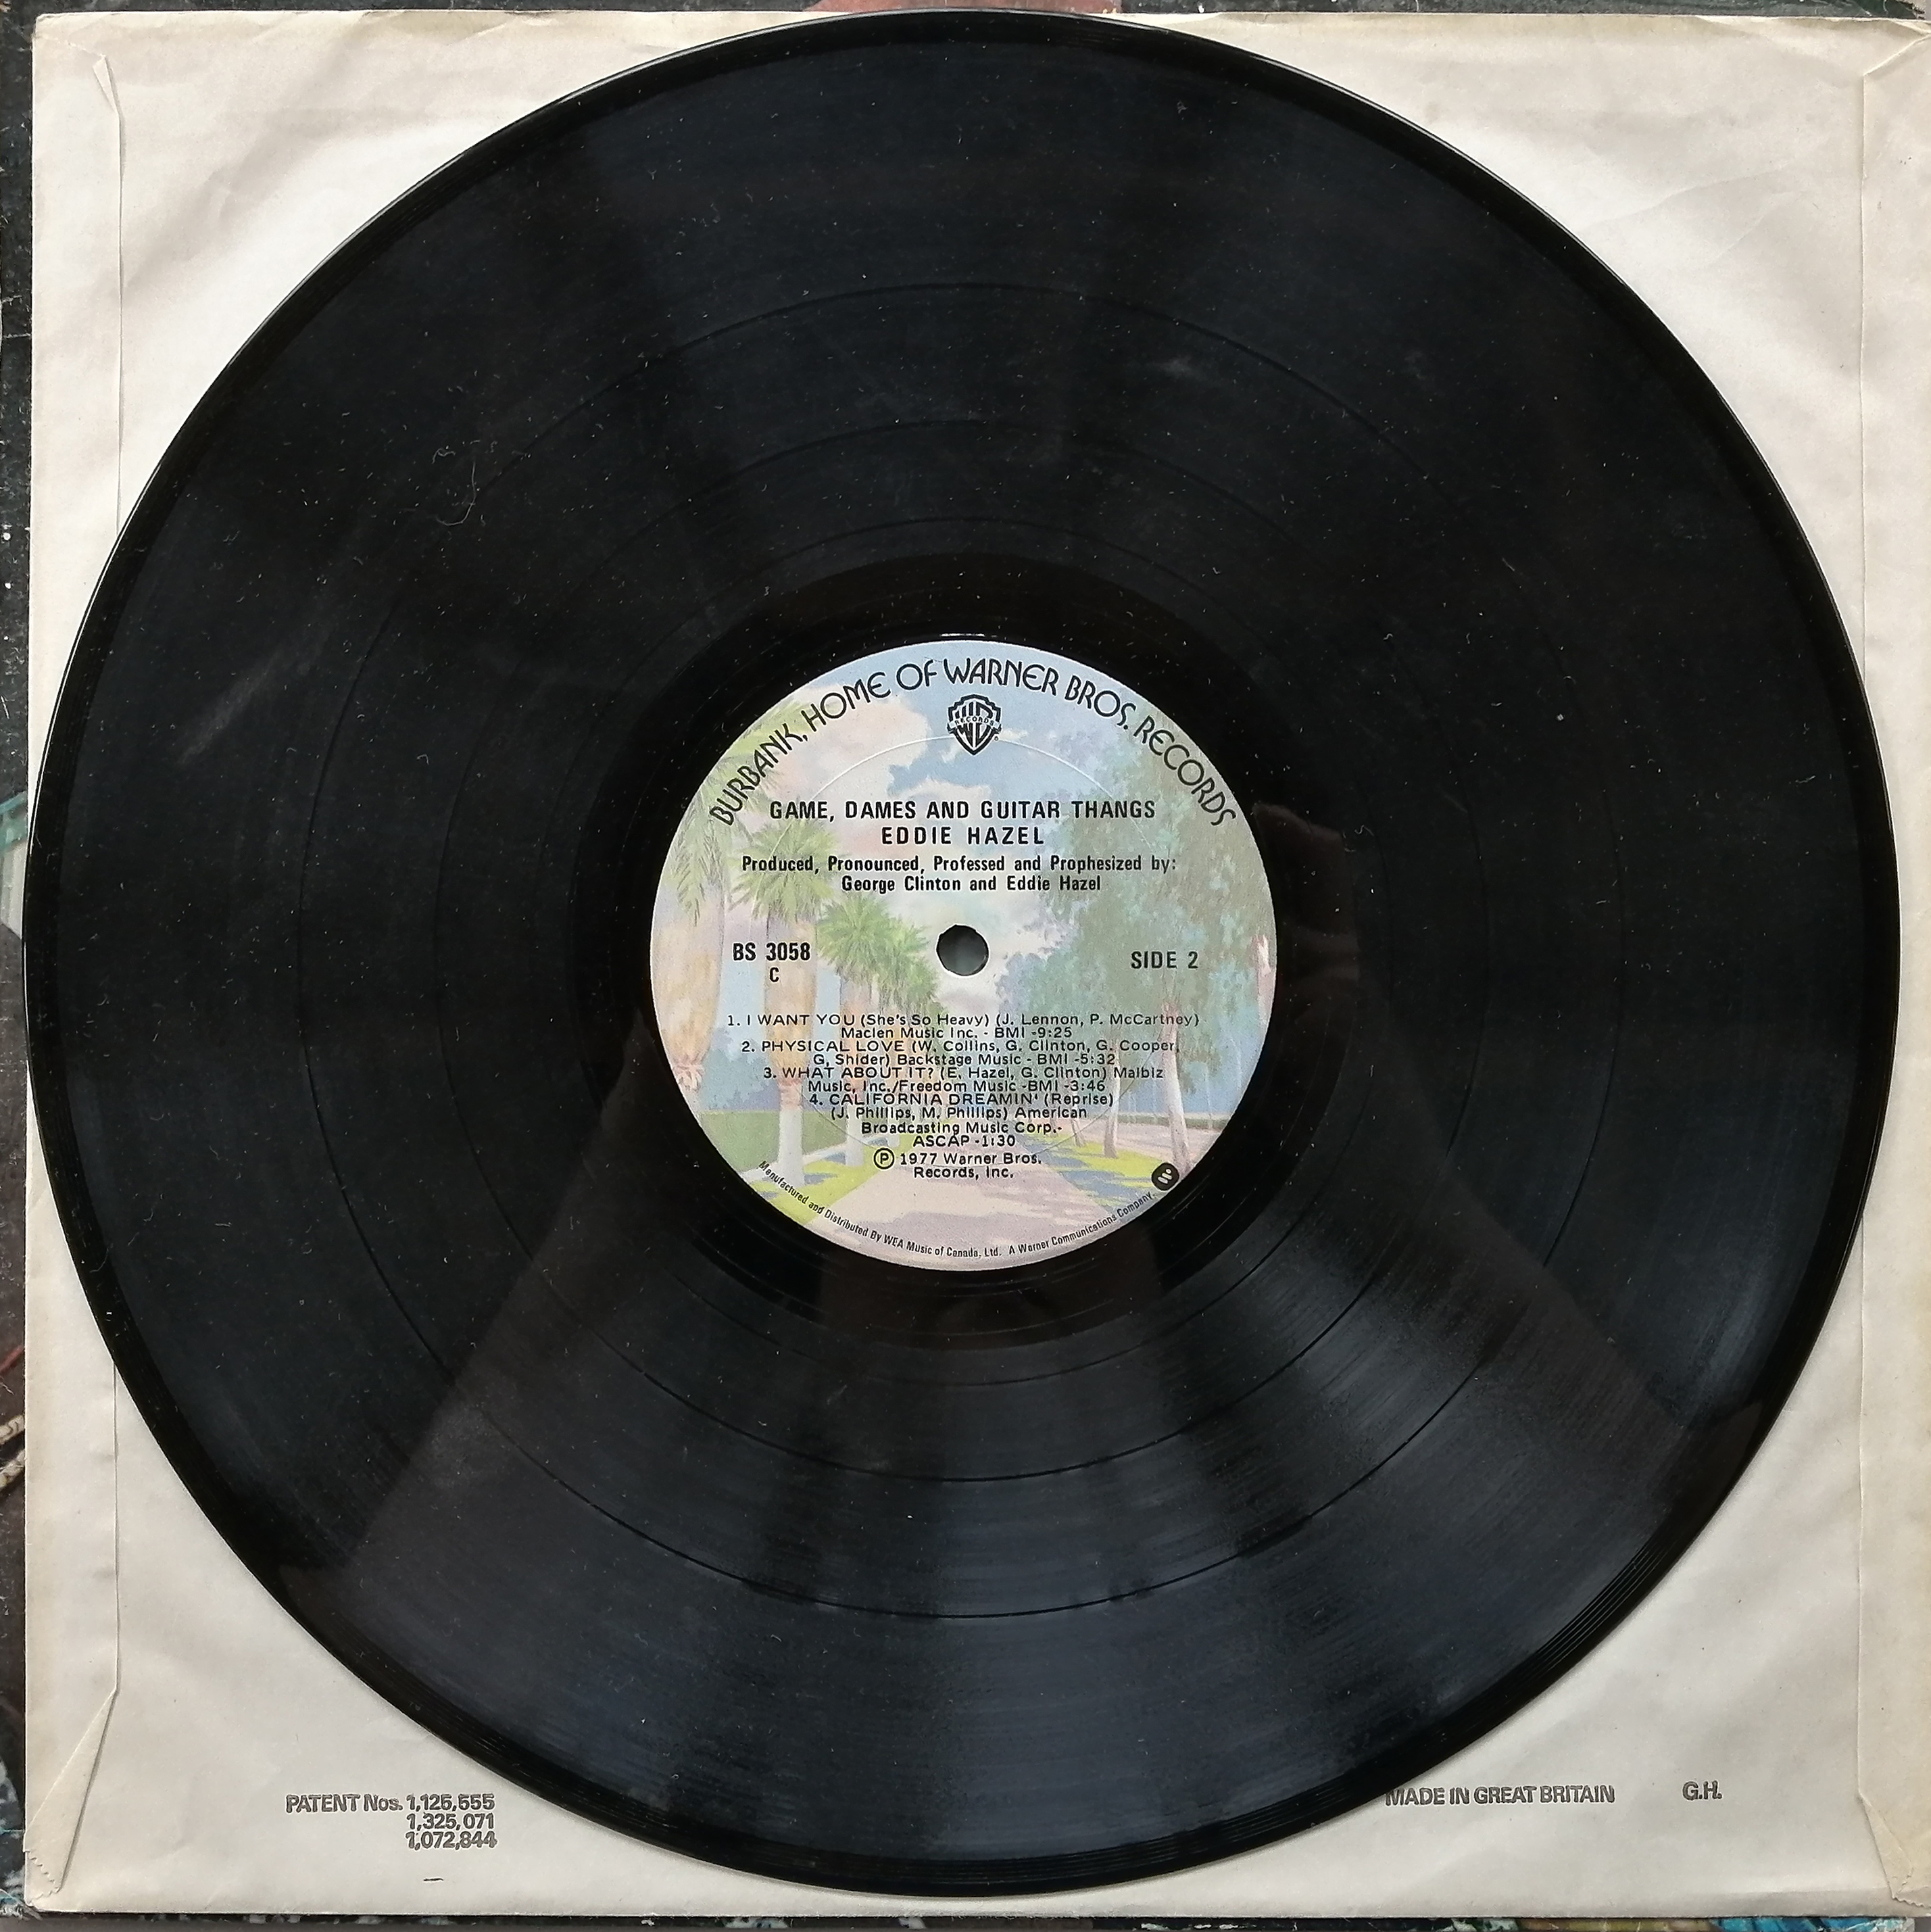 BURBANK, HOME OF WARNER BROS. RECORDS
WB
RECORDS
GAME, DAMES AND GUITAR THANGS
EDDIE HAZEL
Produced, Pronounced, Professed and Prophesized by:
George Clinton and Eddie Hazel
BS 3058
C
SIDE 2
1. I WANT YOU (She's So Heavy) (J. Lennon, P. McCartney)
Maclen Music Inc. - BMI -9:25
2. PHYSICAL LOVE (W. Collins, G. Clinton, G. Cooper,
G, Shider) Backstage Music - BMI -5:32
3. WHAT ABOUT IT? (E. Hazel, G. Clinton) Malbiz
Music, Inc./Freedom Music -BMI -3:46
4. CALIFORNIA DREAMIN' (Reprise)
(J. Phillips, M. Phillips) American
Broadcasting Music Corp.-
ASCAP -1:30
Ⓟ 1977 Warner Bros.
Records, Inc.
Manufactured and Distributed By WEA Music of Canada, Ltd. A Warner Communications Company.
PATENT Nos. 1,125,555
1,325,071
1,072,844
MADE IN GREAT BRITAIN
G.H.